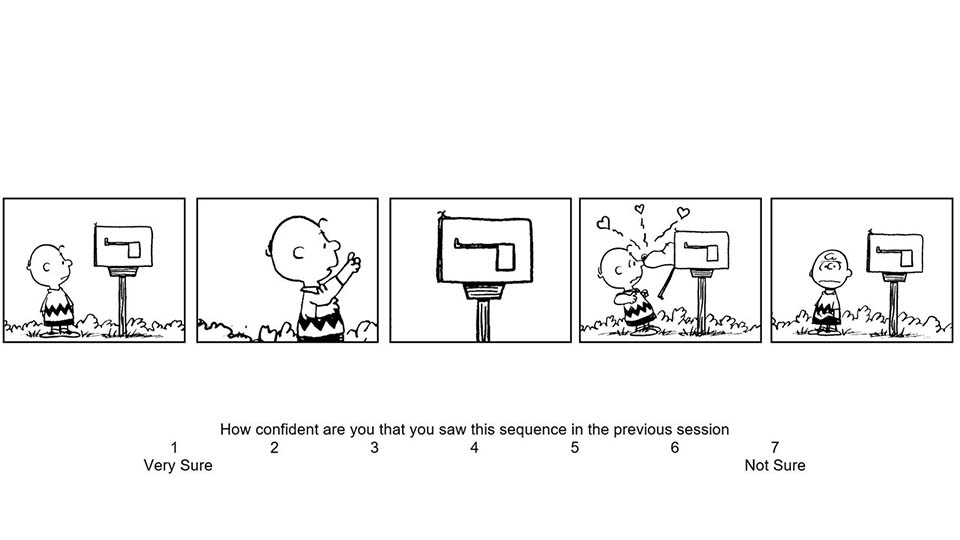 How confident are you that you saw this sequence in the previous session
1 2 3 4 5 6 7
Very Sure Not Sure